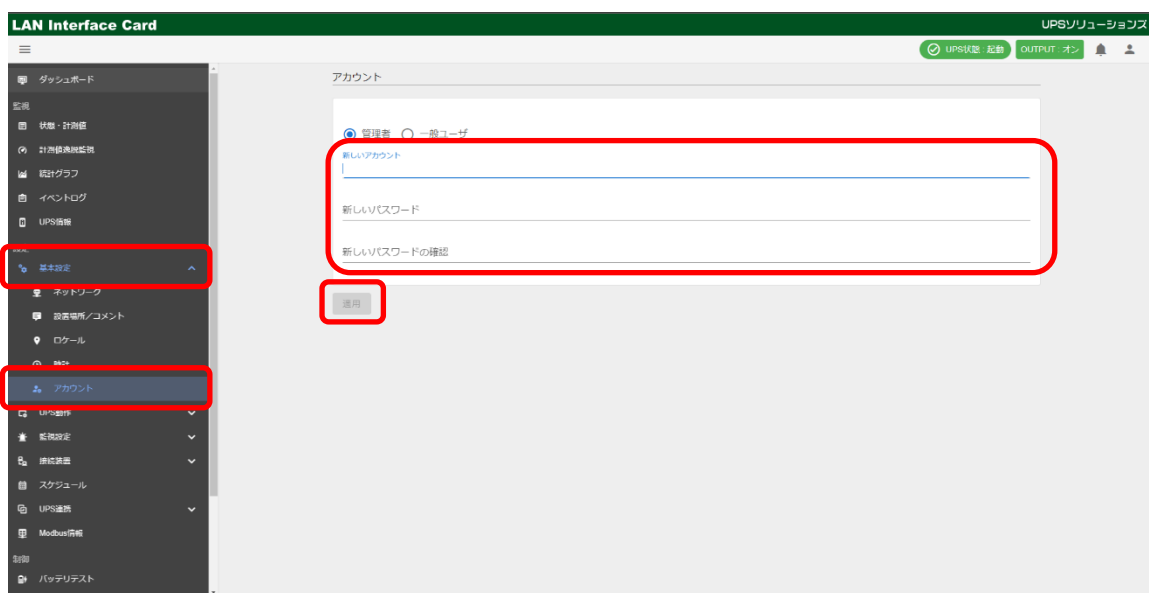 LAN Interface Card
UPSソリューションズ
UPS状態 : 起動
OUTPUT : オン
ダッシュボード
監視
状態・計測値
計測値逸脱監視
統計グラフ
イベントログ
UPS情報
基本設定
ネットワーク
設置場所／コメント
ロケール
時計
アカウント
UPS動作
監視設定
接続装置
スケジュール
UPS連携
Modbus情報
制御
バッテリテスト
アカウント
管理者 一般ユーザ
新しいアカウント
新しいパスワード
新しいパスワードの確認
適用